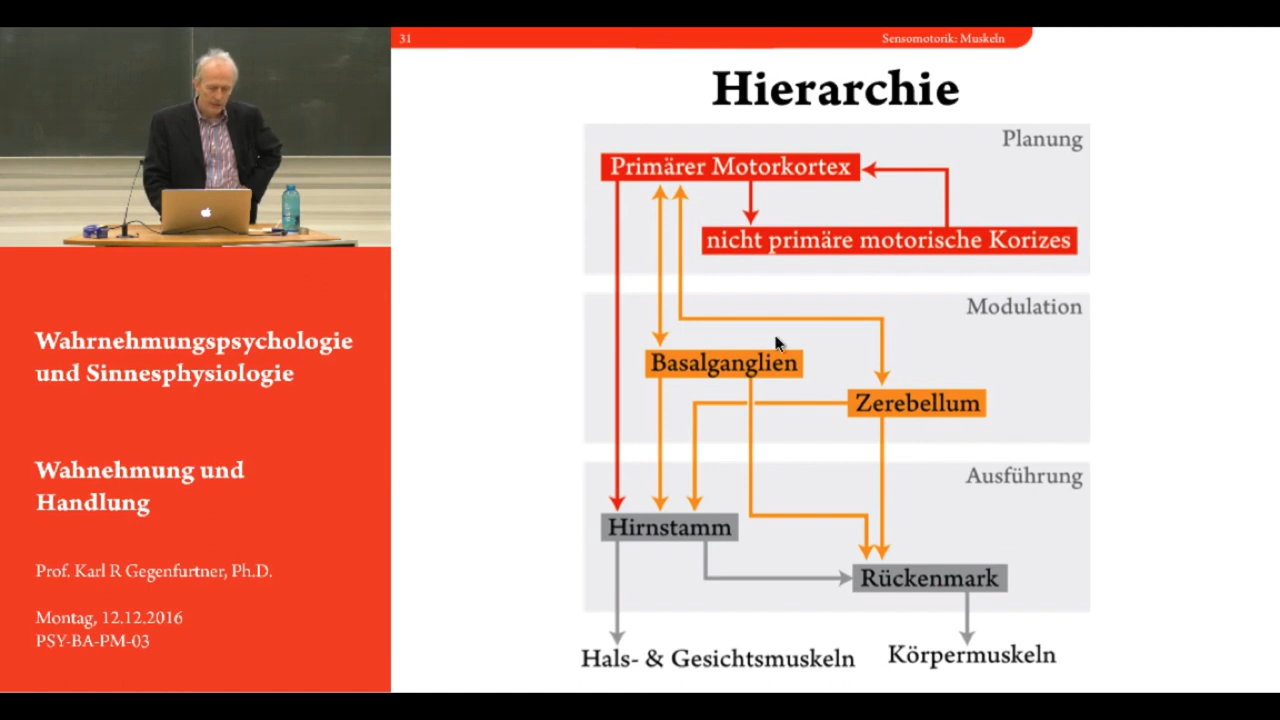 31
Sensomotorik: Muskeln
Hierarchie
Planung
Primärer Motorkortex
nicht primäre motorische Korizes
Modulation
Basalganglien
Zerebellum
Ausführung
Hirnstamm
Rückenmark
Hals- & Gesichtsmuskeln
Körpermuskeln
Wahrnehmungspsychologie
und Sinnesphysiologie
Wahnehmung und
Handlung
Prof. Karl R Gegenfurtner, Ph.D.
Montag, 12.12.2016
PSY-BA-PM-03